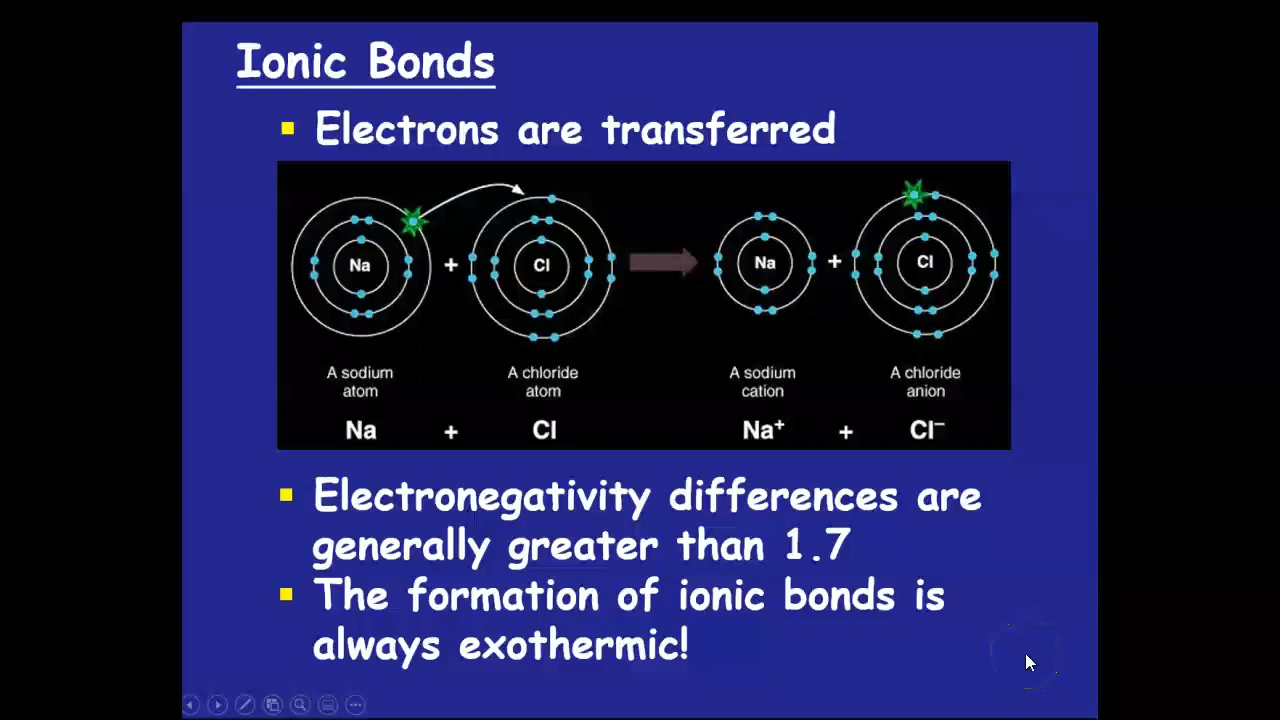 Ionic Bonds
Electrons are transferred
Na + Cl Na + Cl
A sodium atom
A chloride atom
A sodium cation
A chloride anion
Na + Cl Na⁺ + Cl⁻
Electronegativity differences are
generally greater than 1.7
The formation of ionic bonds is
always exothermic!